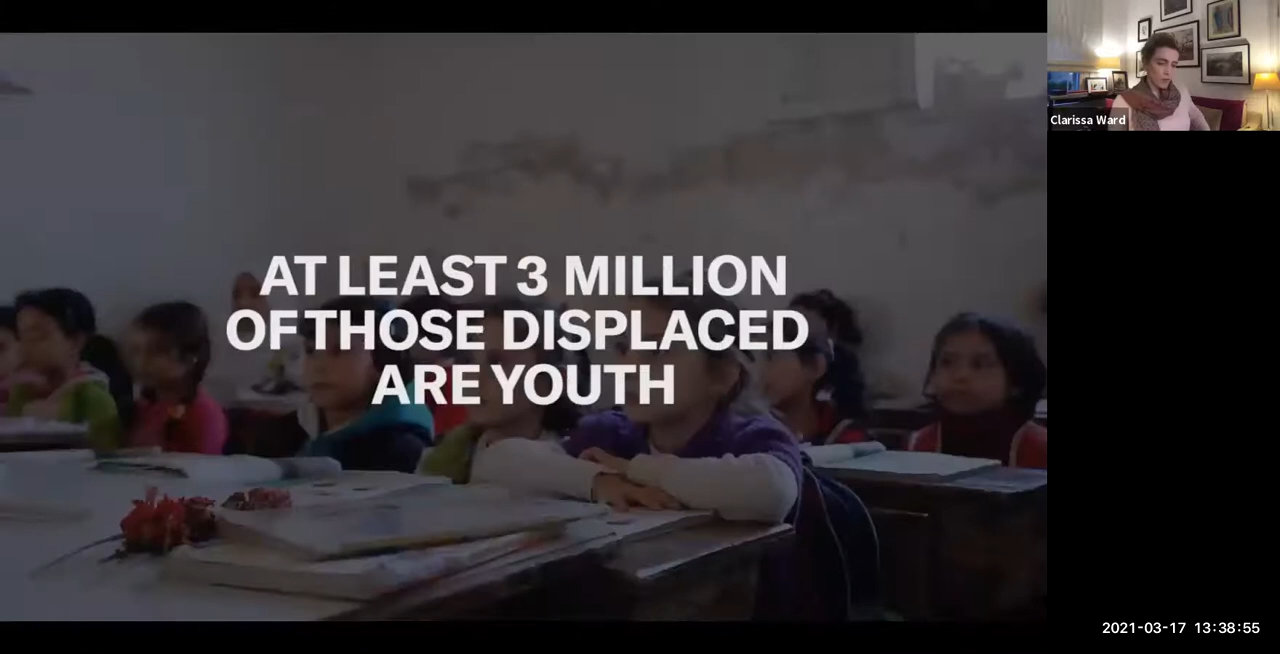 AT LEAST 3 MILLION
OF THOSE DISPLACED
ARE YOUTH
Clarissa Ward
2021-03-17 13:38:55